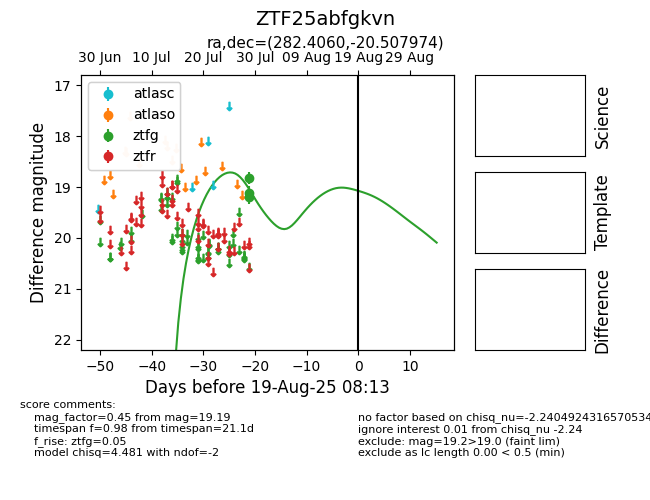 ZTF25abfgkvn
ra,dec=(282.4060,-20.507974)
30 Jun 10 Jul 20 Jul 30 Jul 09 Aug 19 Aug 29 Aug
atlasc
atlaso
ztfg
ztfr
17
18
19
20
21
22
Difference magnitude
−50 −40 −30 −20 −10 0 10
Days before 19-Aug-25 08:13
Science
Template
Difference
score comments:
mag_factor=0.45 from mag=19.19
timespan f=0.98 from timespan=21.1d
f_rise: ztfg=0.05
model chisq=4.481 with ndof=-2
no factor based on chisq_nu=-2.2404924316570534
ignore interest 0.01 from chisq_nu -2.24
exclude: mag=19.2>19.0 (faint lim)
exclude as lc length 0.00 < 0.5 (min)